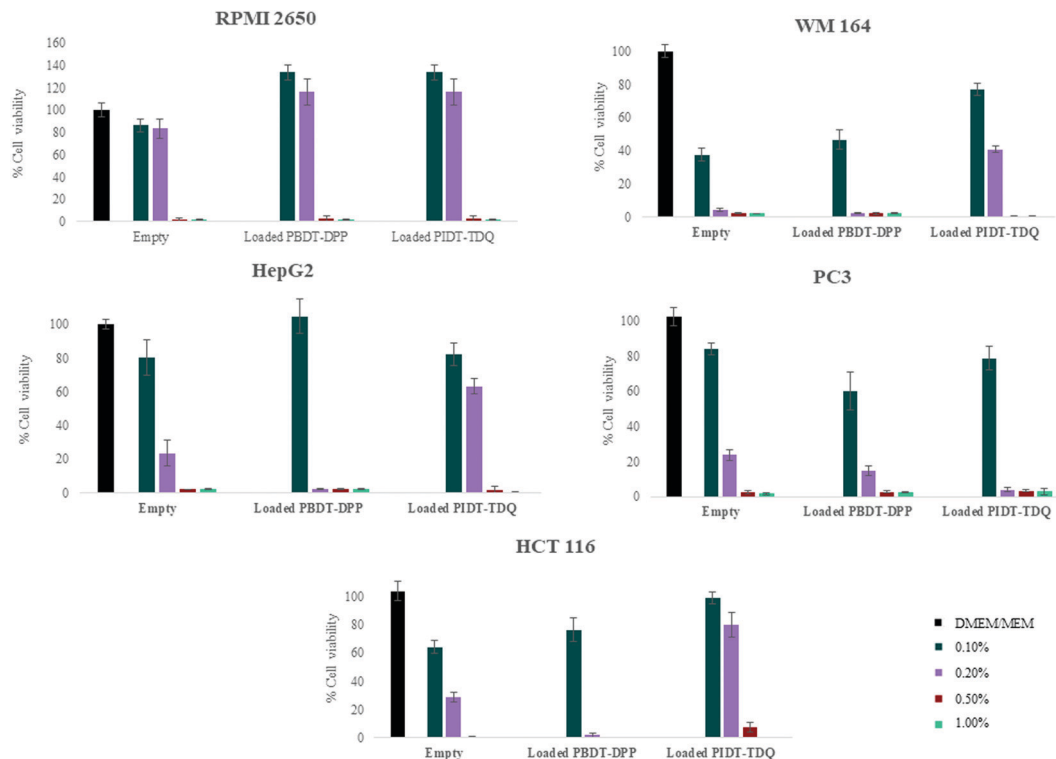 RPMI 2650
% Cell viability
160
140
120
100
80
60
40
20
0
Empty
Loaded PBDT-DPP
Loaded PIDT-TDQ
WM 164
% Cell viability
100
80
60
40
20
0
Empty
Loaded PBDT-DPP
Loaded PIDT-TDQ
HepG2
% Cell viability
100
80
60
40
20
0
Empty
Loaded PBDT-DPP
Loaded PIDT-TDQ
PC3
% Cell viability
100
80
60
40
20
0
Empty
Loaded PBDT-DPP
Loaded PIDT-TDQ
HCT 116
% Cell viability
100
80
60
40
20
0
Empty
Loaded PBDT-DPP
Loaded PIDT-TDQ
DMEM/MEM
0.10%
0.20%
0.50%
1.00%